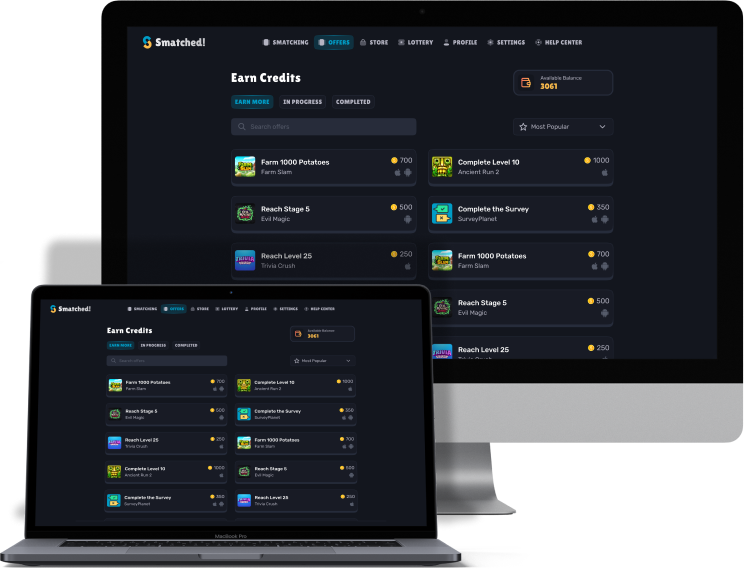 Smatched!
SMATCHING OFFERS STORE LOTTERY PROFILE SETTINGS HELP CENTER
Earn Credits
Available Balance
3061
EARN MORE IN PROGRESS COMPLETED
Search offers
Most Popular
Farm 1000 Potatoes 700
Farm Slam
Complete Level 10 1000
Ancient Run 2
Reach Stage 5 500
Evil Magic
Complete the Survey 350
SurveyPlanet
Reach Level 25 250
Trivia Crush
Farm 1000 Potatoes 700
Farm Slam
Reach Stage 5 500
Evil Magic
Reach Level 25 250
Trivia Crush
Smatched!
SMATCHING OFFERS STORE LOTTERY PROFILE SETTINGS HELP CENTER
Earn Credits
Available Balance
3061
EARN MORE IN PROGRESS COMPLETED
Search offers
Most Popular
Farm 1000 Potatoes 700
Farm Slam
Complete Level 10 1000
Ancient Run 2
Reach Stage 5 500
Evil Magic
Complete the Survey 350
SurveyPlanet
Reach Level 25 250
Trivia Crush
Farm 1000 Potatoes 700
Farm Slam
Complete Level 10 1000
Ancient Run 2
Reach Stage 5 500
Evil Magic
Complete the Survey 350
SurveyPlanet
Reach Level 25 250
Trivia Crush
MacBook Pro